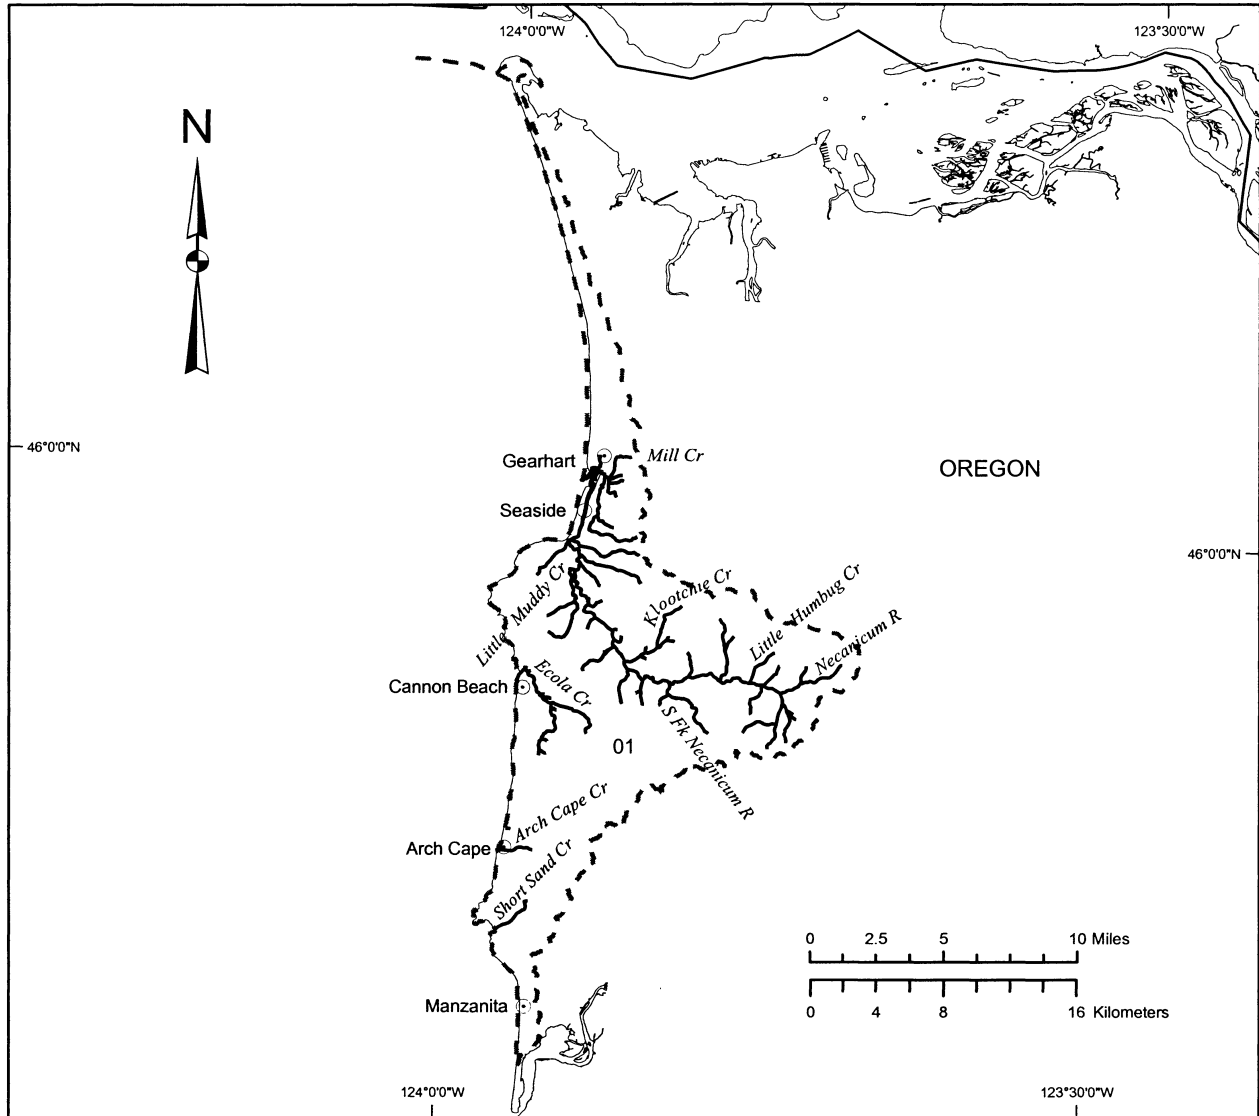 124°0'0"W
123°30'0"W
N
46°0'0"N
Gearhart
Mill Cr
OREGON
Seaside
46°0'0"N
Little Muddy Cr
Klootchie Cr
Little Humbug Cr
Necanicum R
Ecola Cr
Cannon Beach
S Fk Necanicum R
01
Arch Cape Cr
Arch Cape
Short Sand Cr
0 2.5 5 10 Miles
0 4 8 16 Kilometers
Manzanita
124°0'0"W
123°30'0"W